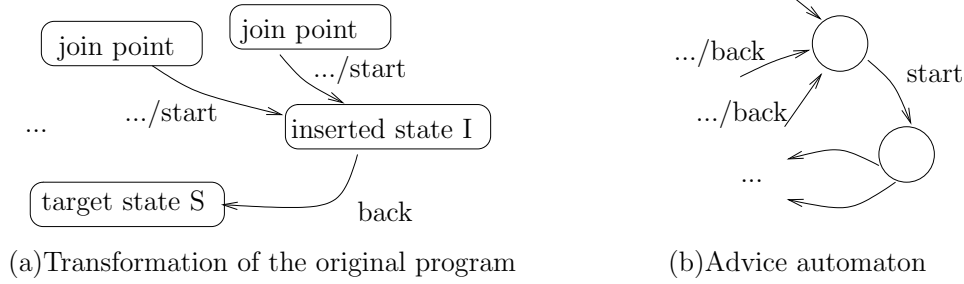 join point
join point
.../start
.../start
...
inserted state I
target state S
back
(a)Transformation of the original program
.../back
start
.../back
...
(b)Advice automaton